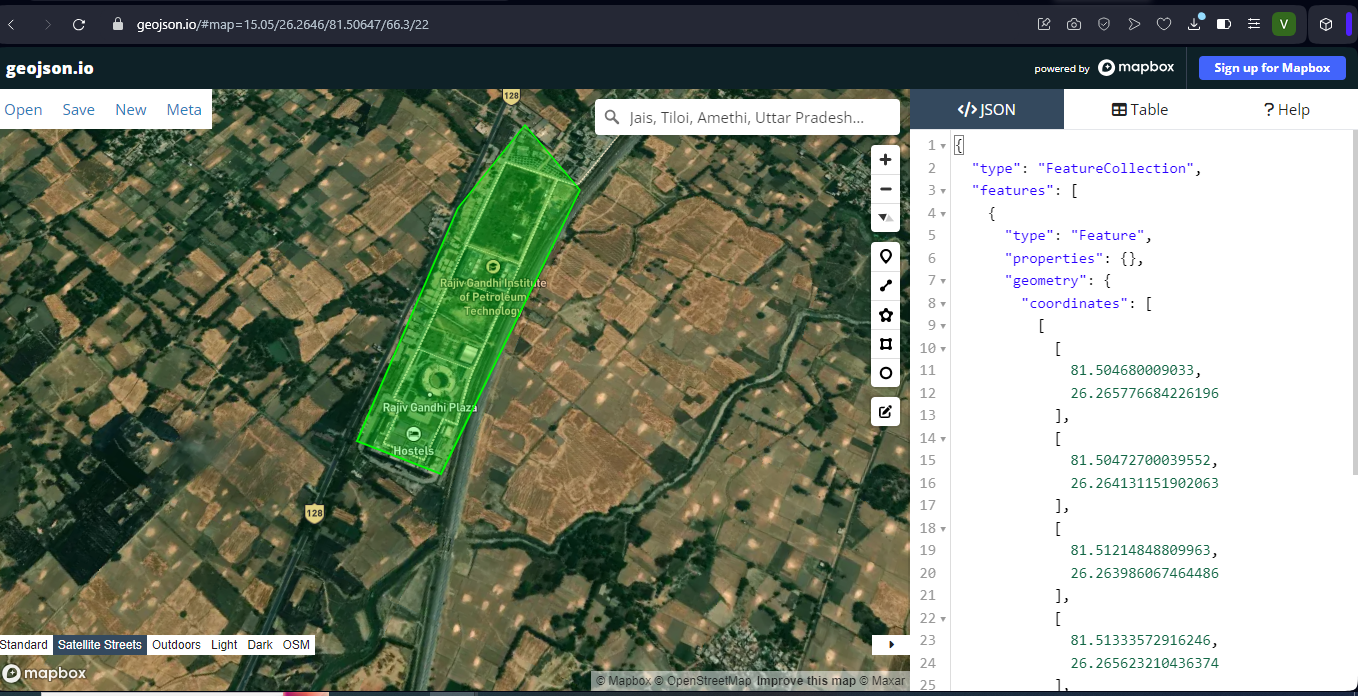 geojson.io/#map=15.05/26.2646/81.50647/66.3/22
V
geojson.io
powered by mapbox
Sign up for Mapbox
Open Save New Meta
Jais, Tiloi, Amethi, Uttar Pradesh...
</>JSON
Table
? Help
128
Rajiv Gandhi Institute
of Petroleum
Technology
Rajiv Gandhi Plaza
Hostels
128
1 {
2 "type": "FeatureCollection",
3 "features": [
4 {
5 "type": "Feature",
6 "properties": {},
7 "geometry": {
8 "coordinates": [
9 [
10 [
11 81.504680009033,
12 26.265776684226196
13 ],
14 [
15 81.50472700039552,
16 26.264131151902063
17 ],
18 [
19 81.51214848809963,
20 26.263986067464486
21 ],
22 [
23 81.51333572916246,
24 26.265623210436374
25 ],
Standard Satellite Streets Outdoors Light Dark OSM
mapbox
© Mapbox © OpenStreetMap Improve this map © Maxar